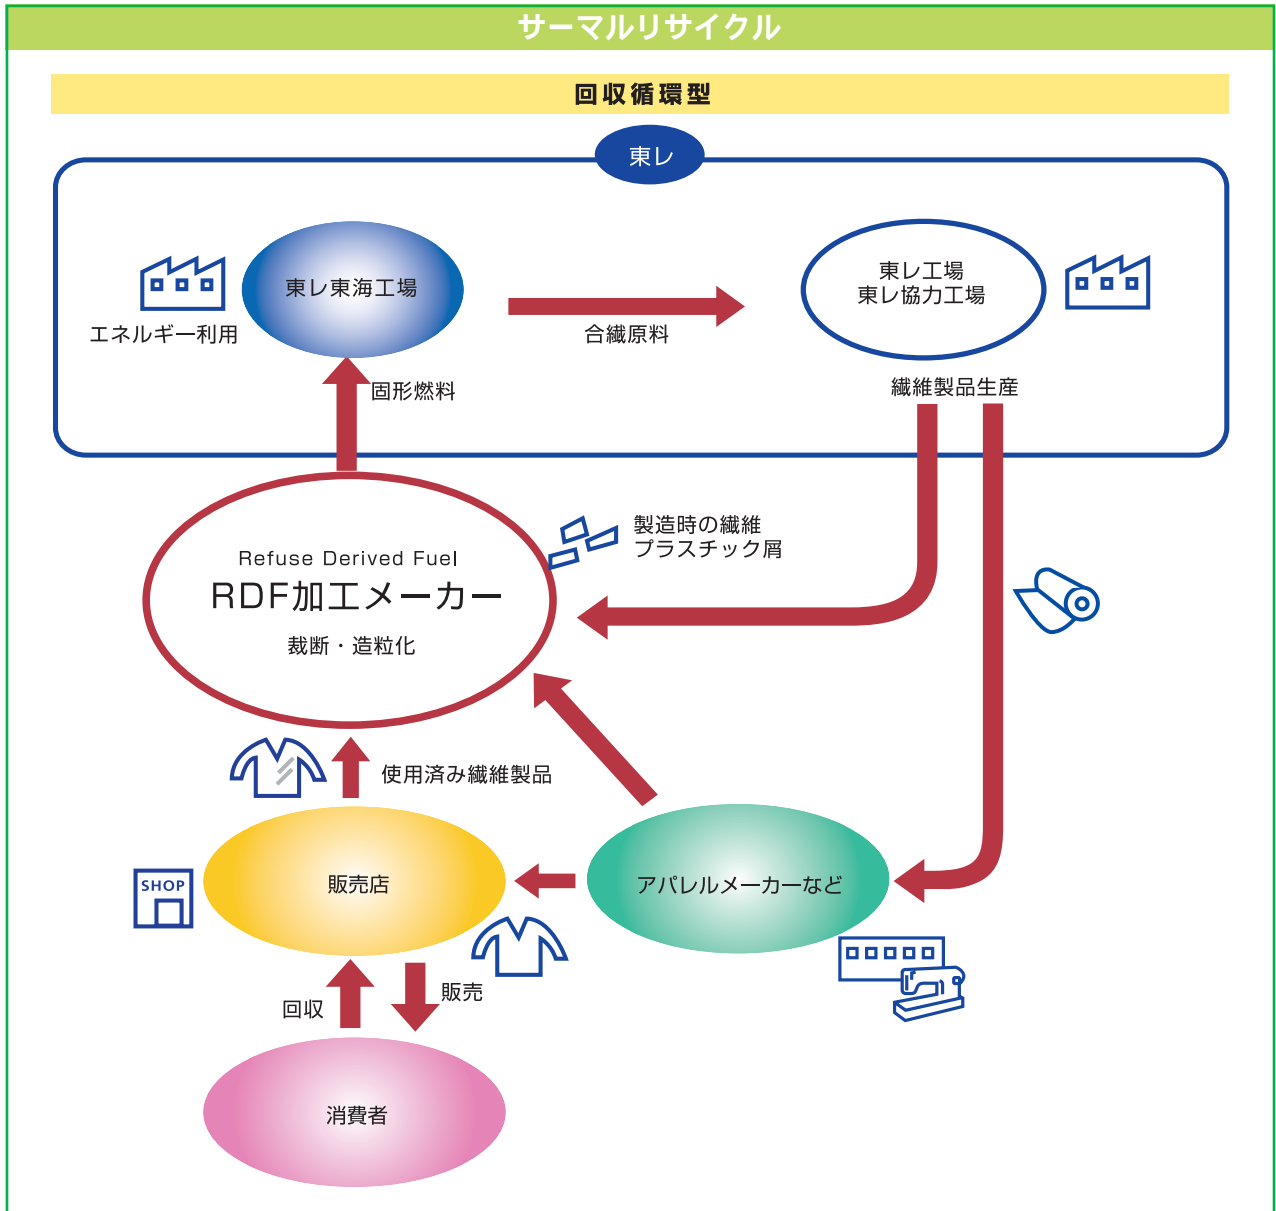 サーマルリサイクル
回収循環型
東レ
東レ東海工場
エネルギー利用
合繊原料
東レ工場
東レ協力工場
繊維製品生産
固形燃料
Refuse Derived Fuel
RDF加工メーカー
裁断・造粒化
製造時の繊維
プラスチック屑
使用済み繊維製品
SHOP
販売店
アパレルメーカーなど
回収
販売
消費者